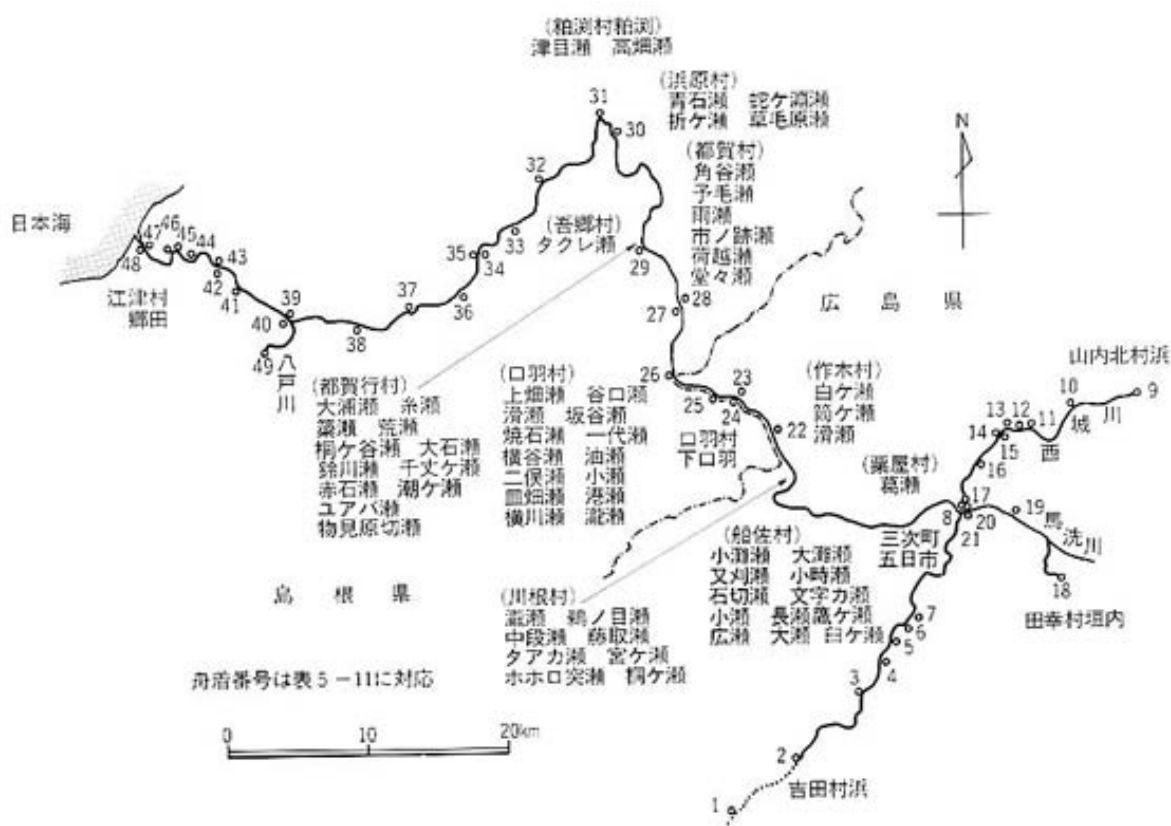 (粕渕村粕渕)
津目瀬 高畑瀬
(浜原村)
青石瀬 蛇ケ淵瀬
折ケ瀬 草毛原瀬
(都賀村)
角谷瀬
予毛瀬
雨瀬
市ノ跡瀬
荷越瀬
堂々瀬
(吾郷村)
タクレ瀬
N
日本海
江津村
郷田
八戸川
広島県
島根県
(都賀行村)
大浦瀬 糸瀬
簗瀬 荒瀬
桐ケ谷瀬 大石瀬
鈴川瀬 千丈ケ瀬
赤石瀬 潮ケ瀬
ユアバ瀬
物見原切瀬
(口羽村)
上畑瀬 谷口瀬
滑瀬 坂谷瀬
焼石瀬 一代瀬
横谷瀬 油瀬
二俣瀬 小瀬
皿畑瀬 港瀬
横川瀬 瀧瀬
口羽村
下口羽
(作木村)
白ケ瀬
筒ケ瀬
滑瀬
(粟屋村)
葛瀬
山内北村浜
西城川
馬洗川
三次町
五日市
田幸村垣内
(船佐村)
小灘瀬 大灘瀬
又刈瀬 小時瀬
石切瀬 文字カ瀬
小瀬 長瀬鷹ケ瀬
広瀬 大瀬 臼ケ瀬
(川根村)
瀧瀬 鵜ノ目瀬
中段瀬 藤取瀬
タアカ瀬 宮ケ瀬
ホホロ突瀬 桐ケ瀬
吉田村浜
舟着番号は表5-11に対応
0 10 20km
1
2
3
4
5
6
7
8
9
10
11
12
13
14
15
16
17
18
19
20
21
22
23
24
25
26
27
28
29
30
31
32
33
34
35
36
37
38
39
40
41
42
43
44
45
46
47
48
49